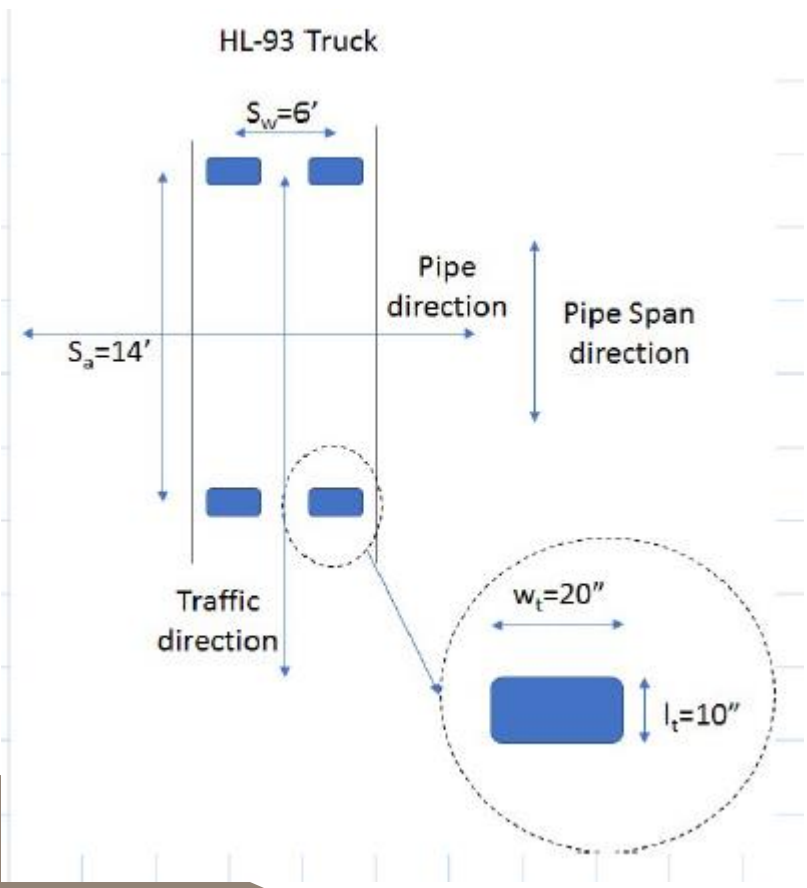 HL-93 Truck
Sw=6'
Pipe
direction
Pipe Span
direction
Sa=14'
Traffic
direction
wt=20"
lt=10"